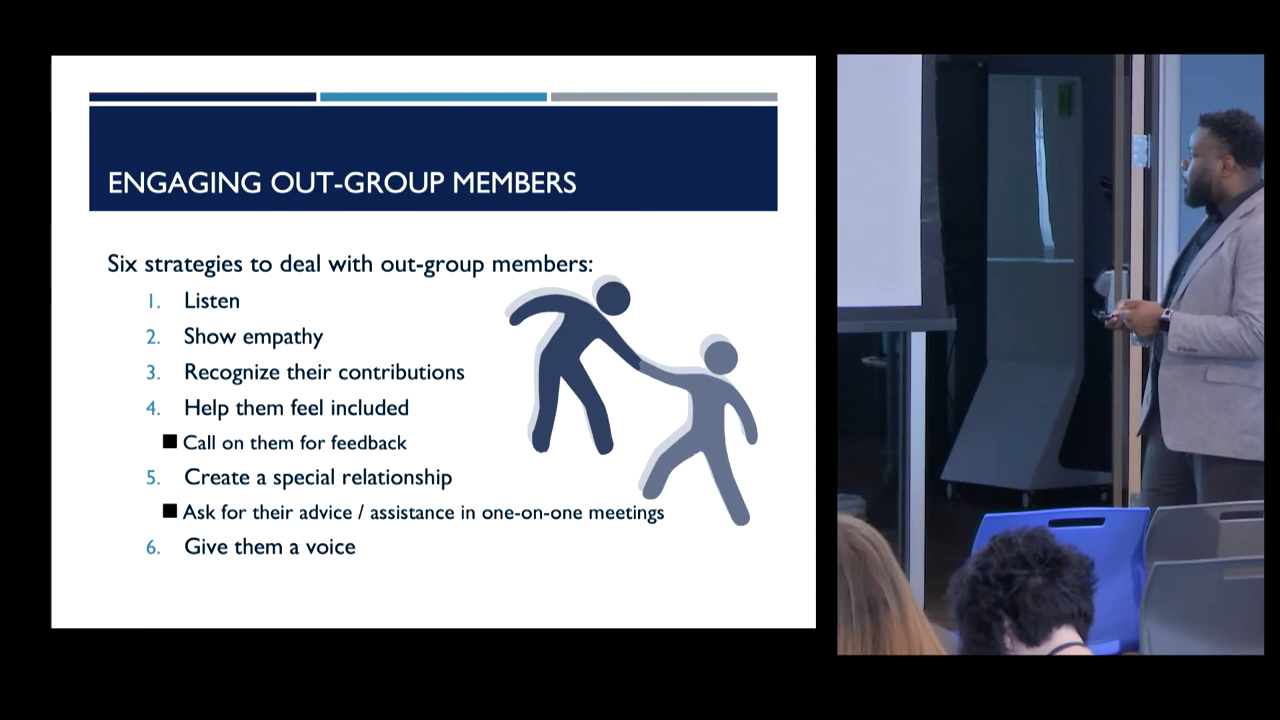 ENGAGING OUT-GROUP MEMBERS
Six strategies to deal with out-group members:
1. Listen
2. Show empathy
3. Recognize their contributions
4. Help them feel included
■ Call on them for feedback
5. Create a special relationship
■ Ask for their advice / assistance in one-on-one meetings
6. Give them a voice